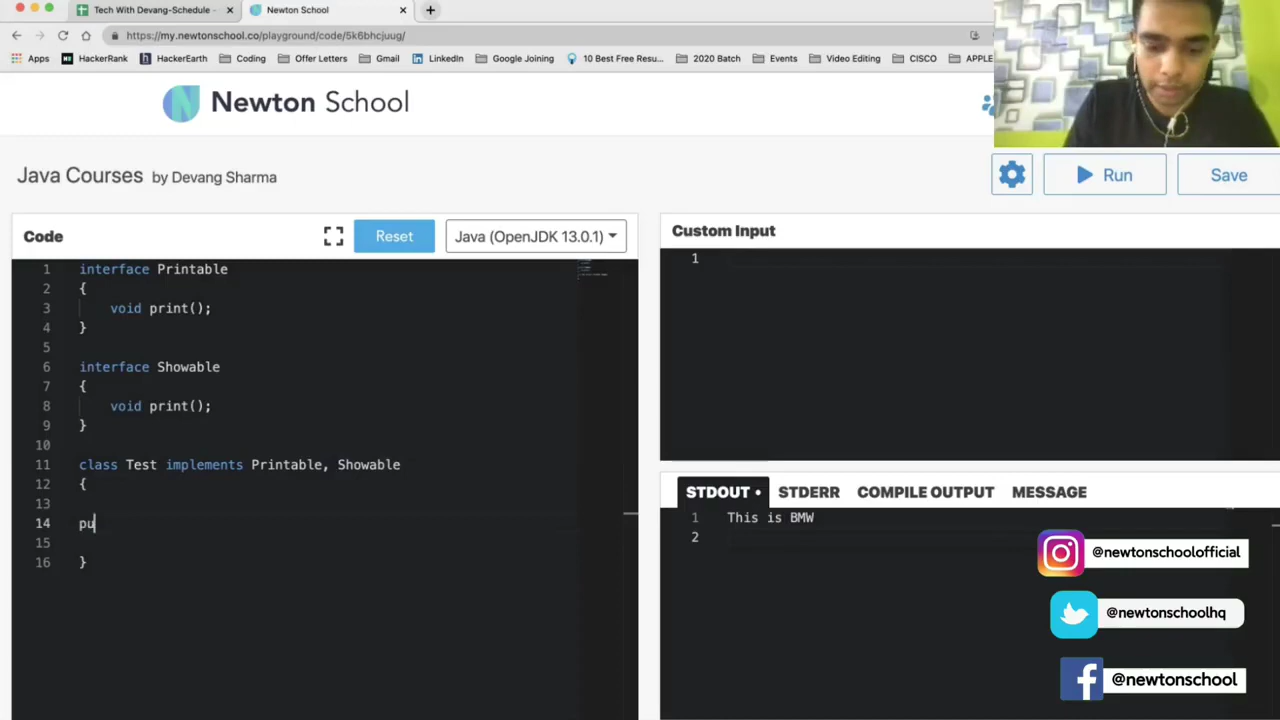 Tech With Devang-Schedule
Newton School
https://my.newtonschool.co/playground/code/5k6bhcjuug/
Apps HackerRank HackerEarth Coding Offer Letters Gmail LinkedIn Google Joining 10 Best Free Resu... 2020 Batch Events Video Editing CISCO APPLE
Newton School
Java Courses by Devang Sharma
Run
Save
Code
Reset
Java (OpenJDK 13.0.1)
1 interface Printable
2 {
3 void print();
4 }
5
6 interface Showable
7 {
8 void print();
9 }
10
11 class Test implements Printable, Showable
12 {
13
14 pu
15
16 }
Custom Input
1
STDOUT • STDERR COMPILE OUTPUT MESSAGE
1 This is BMW
2
@newtonschoolofficial
@newtonschoolhq
@newtonschool